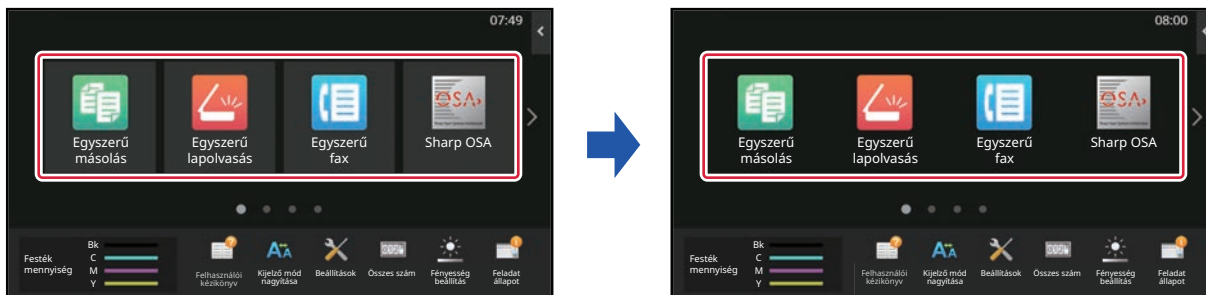 07:49
Egyszerű
másolás
Egyszerű
lapolvasás
Egyszerű
fax
OSA
Sharp OSA
Festék
mennyiség
Bk
C
M
Y
Felhasználói
kézikönyv
Kijelző mód
nagyítása
Beállítások
Összes szám
Fényesség
beállítás
Feladat
állapot
08:00
Egyszerű
másolás
Egyszerű
lapolvasás
Egyszerű
fax
OSA
Sharp OSA
Festék
mennyiség
Bk
C
M
Y
Felhasználói
kézikönyv
Kijelző mód
nagyítása
Beállítások
Összes szám
Fényesség
beállítás
Feladat
állapot